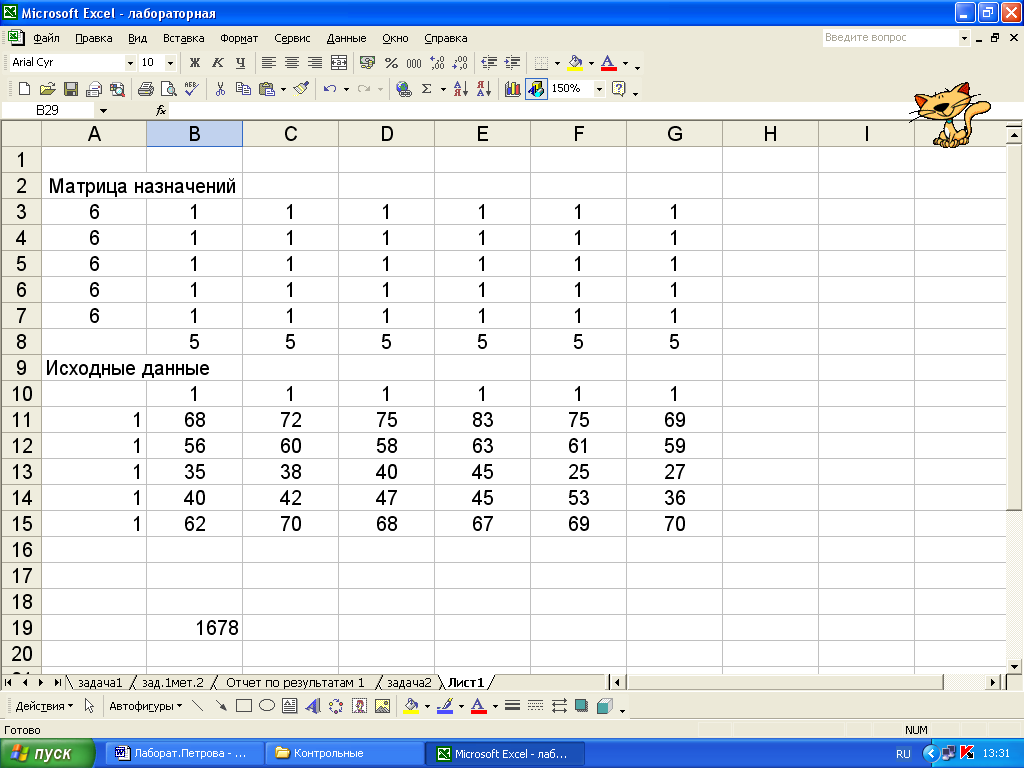 Microsoft Excel - лабораторная
Файл Правка Вид Вставка Формат Сервис Данные Окно Справка Введите вопрос
Arial Cyr 10 Ж К Ч % 000
Σ 150%
B29 fx
A B C D E F G H I
1
2 Матрица назначений
3 6 1 1 1 1 1 1
4 6 1 1 1 1 1 1
5 6 1 1 1 1 1 1
6 6 1 1 1 1 1 1
7 6 1 1 1 1 1 1
8 5 5 5 5 5 5
9 Исходные данные
10 1 1 1 1 1 1
11 1 68 72 75 83 75 69
12 1 56 60 58 63 61 59
13 1 35 38 40 45 25 27
14 1 40 42 47 45 53 36
15 1 62 70 68 67 69 70
16
17
18
19 1678
20
задача1 зад.1мет.2 Отчет по результатам 1 задача2 Лист1
Действия Автофигуры
Готово NUM
пуск Лаборат.Петрова - ... Контрольные Microsoft Excel - лаб... RU 13:31